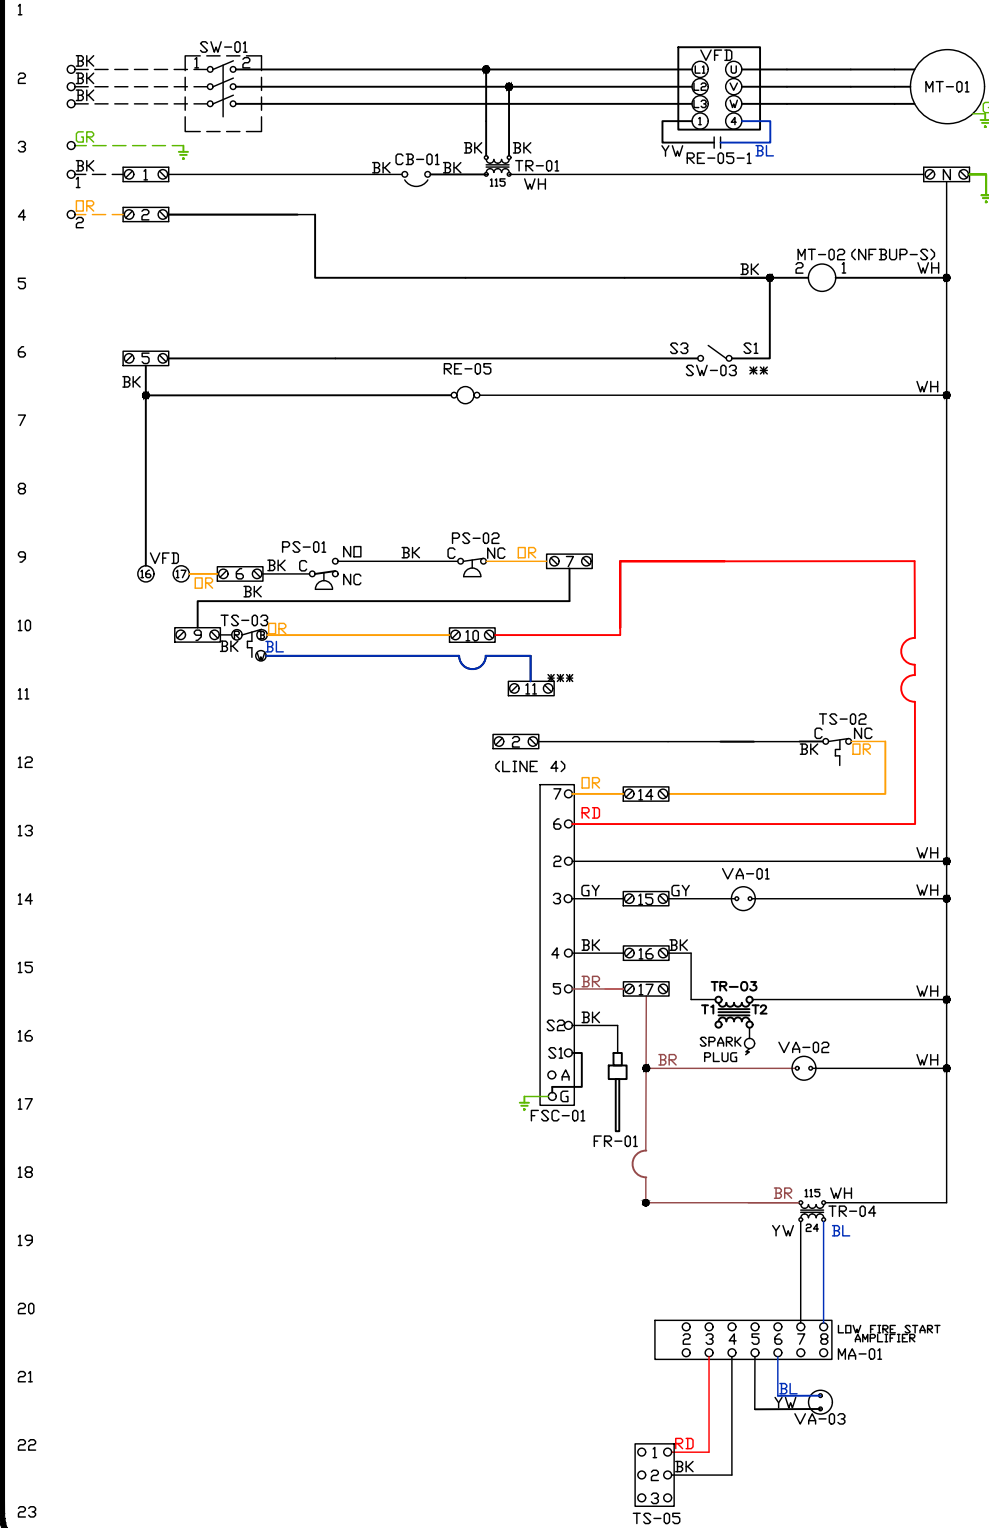 1
SW-01
BK 1 2 VFD
2 L1 U
BK L2 V MT-01
BK L3 W
1 4
3 GR BK BK YW RE-05-1 BL
BK 1 1 BK CB-01 BK 115 TR-01 WH N
4 OR 2 2
MT-02 (NFBUP-S)
5 BK 2 1 WH
6 5 S3 S1
SW-03 **
BK RE-05 WH
7
8
9 VFD PS-01 NO BK PS-02 C NC OR 7
16 17 OR 6 BK C NC
BK
10 TS-03 OR
9 BK R B 10
W BL
11 11 ***
TS-02
2 C NC
BK OR
12 (LINE 4)
7 OR 14
13 6 RD
2 WH
VA-01
14 3 GY 15 GY WH
15 4 BK 16 BK
5 BR 17 TR-03 WH
T1 T2
S2 BK
16 SPARK
PLUG
S1 VA-02
BR WH
A
17 G
FSC-01
FR-01
18
BR 115 WH
TR-04
19 YW 24 BL
20
LOW FIRE START
AMPLIFIER
2 3 4 5 6 7 8
MA-01
21
BL
YW
VA-03
22 1 RD
2 BK
3
23 TS-05